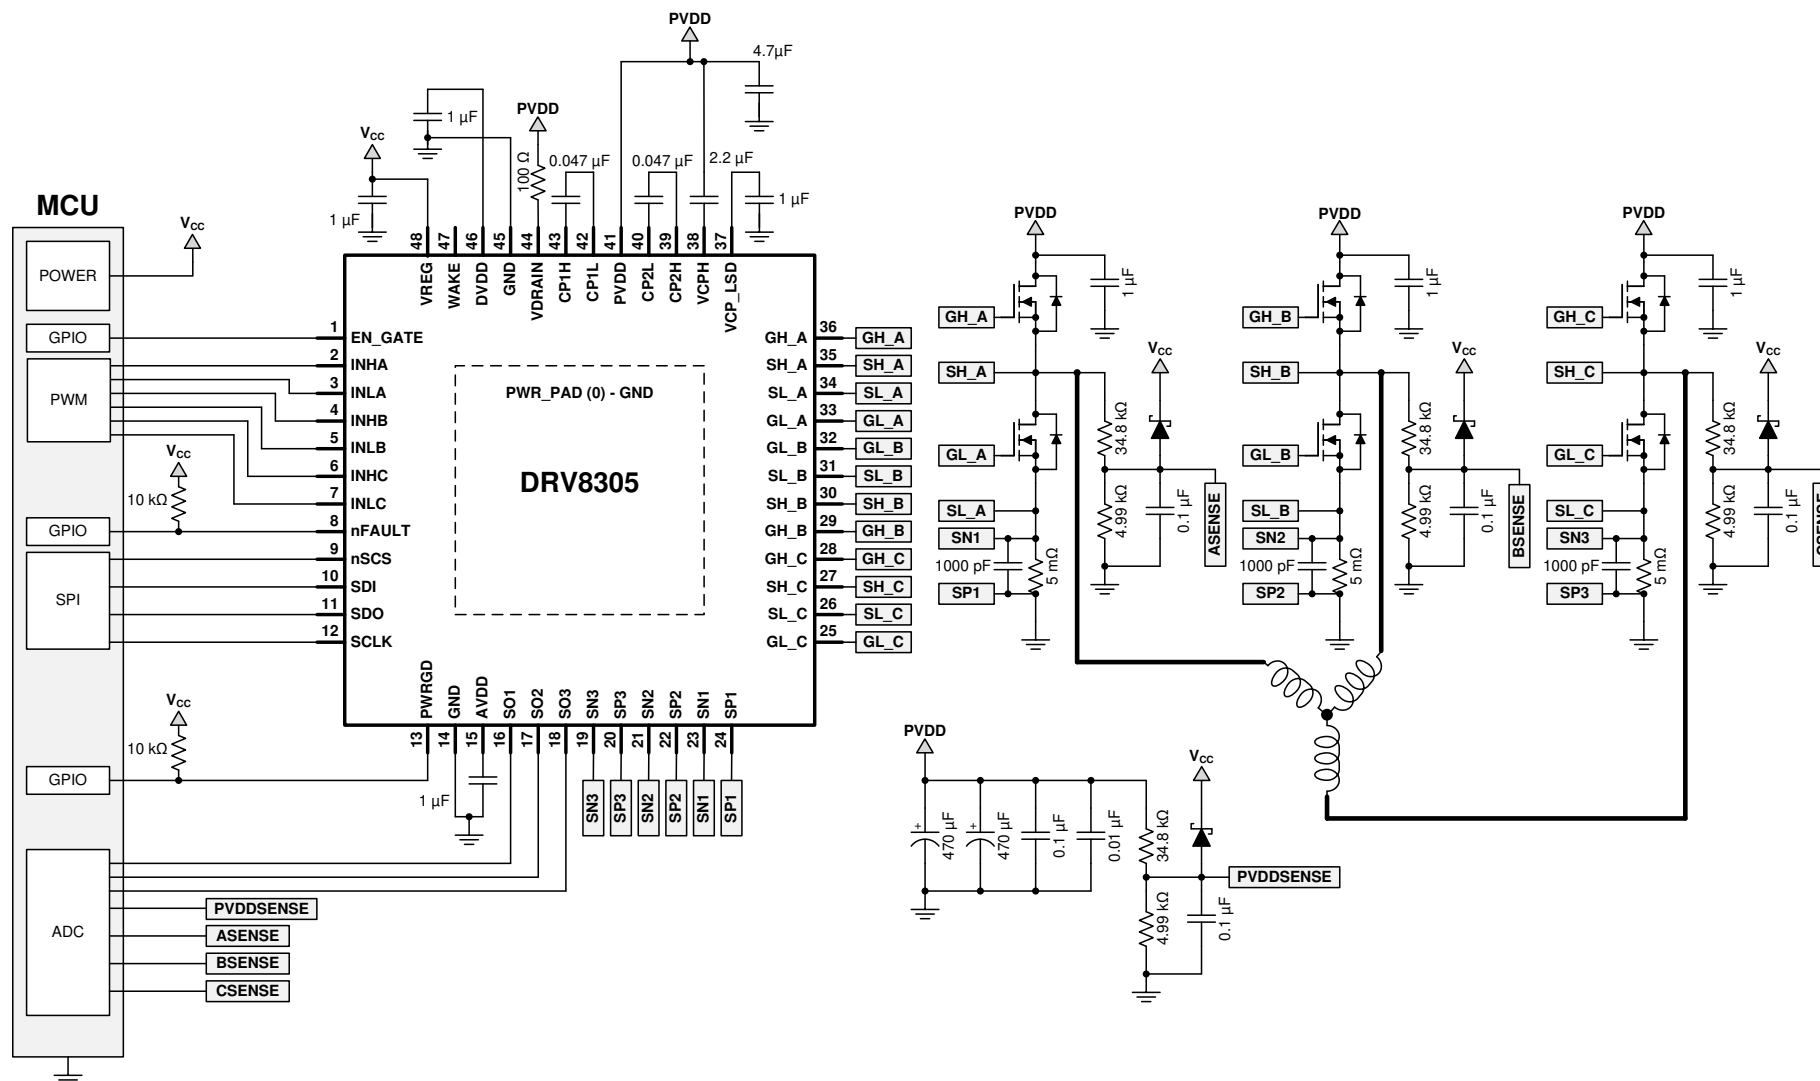 PVDD
4.7µF
1 µF
PVDD
VCC
100 Ω
0.047 µF
0.047 µF
2.2 µF
1 µF
1 µF
MCU
VCC
POWER
GPIO
PWM
VCC
10 kΩ
GPIO
SPI
VCC
10 kΩ
GPIO
ADC
PVDDSENSE
ASENSE
BSENSE
CSENSE
48 47 46 45 44 43 42 41 40 39 38 37
VREG WAKE DVDD GND VDRAIN CP1H CP1L PVDD CP2L CP2H VCPH VCP_LSD
1 EN_GATE
2 INHA
3 INLA
4 INHB
5 INLB
6 INHC
7 INLC
8 nFAULT
9 nSCS
10 SDI
11 SDO
12 SCLK
PWR_PAD (0) - GND
DRV8305
GH_A 36 GH_A
SH_A 35 SH_A
SL_A 34 SL_A
GL_A 33 GL_A
GL_B 32 GL_B
SL_B 31 SL_B
SH_B 30 SH_B
GH_B 29 GH_B
GH_C 28 GH_C
SH_C 27 SH_C
SL_C 26 SL_C
GL_C 25 GL_C
PWRGD GND AVDD SO1 SO2 SO3 SN3 SP3 SN2 SP2 SN1 SP1
13 14 15 16 17 18 19 20 21 22 23 24
1 µF
SN3 SP3 SN2 SP2 SN1 SP1
PVDD
1 µF
GH_A
VCC
SH_A
34.8 kΩ
GL_A
4.99 kΩ
0.1 µF
ASENSE
SL_A
SN1
1000 pF
5 mΩ
SP1
PVDD
1 µF
GH_B
VCC
SH_B
34.8 kΩ
GL_B
4.99 kΩ
0.1 µF
BSENSE
SL_B
SN2
1000 pF
5 mΩ
SP2
PVDD
1 µF
GH_C
VCC
SH_C
34.8 kΩ
GL_C
4.99 kΩ
0.1 µF
SL_C
SN3
1000 pF
5 mΩ
SP3
PVDD
VCC
+ 470 µF
+ 470 µF
0.1 µF
0.01 µF
34.8 kΩ
PVDDSENSE
4.99 kΩ
0.1 µF